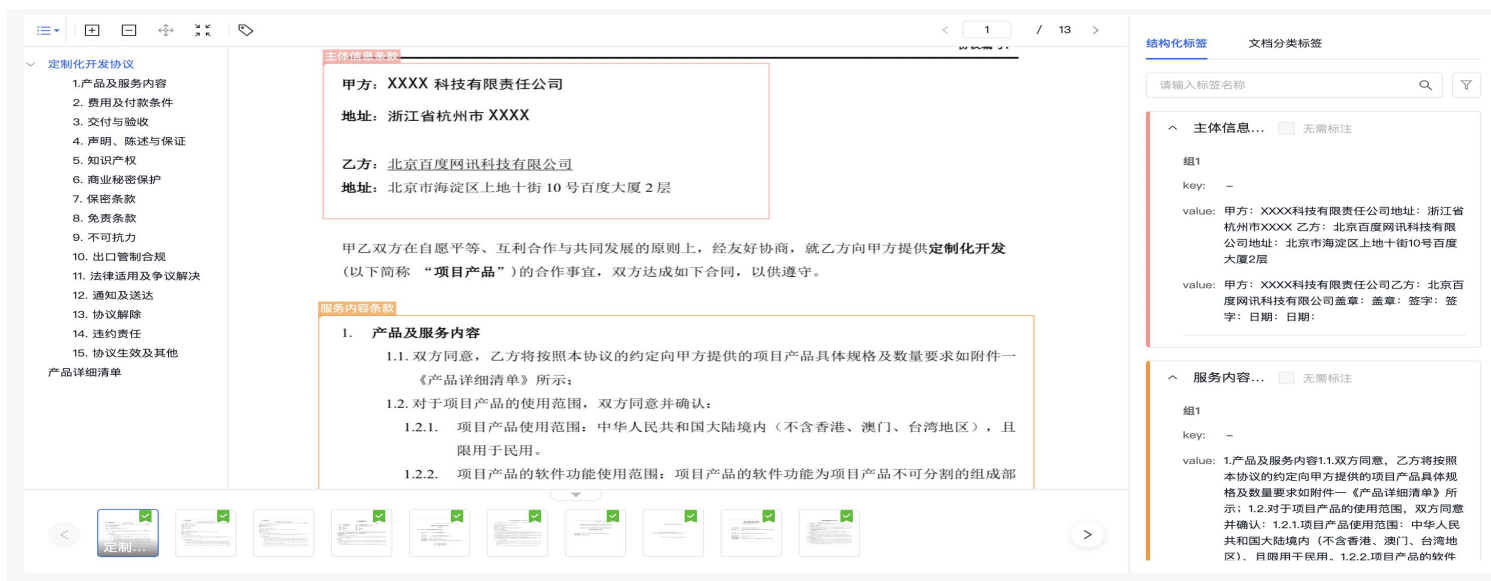 1 / 13
定制化开发协议
1.产品及服务内容
2. 费用及付款条件
3. 交付与验收
4. 声明、陈述与保证
5. 知识产权
6. 商业秘密保护
7. 保密条款
8. 免责条款
9. 不可抗力
10. 出口管制合规
11. 法律适用及争议解决
12. 通知及送达
13. 协议解除
14. 违约责任
15. 协议生效及其他
产品详细清单
主体信息条款
甲方：XXXX 科技有限责任公司
地址：浙江省杭州市 XXXX
乙方：北京百度网讯科技有限公司
地址：北京市海淀区上地十街 10 号百度大厦 2 层
甲乙双方在自愿平等、互利合作与共同发展的原则上，经友好协商，就乙方向甲方提供定制化开发
(以下简称 “项目产品”)的合作事宜，双方达成如下合同，以供遵守。
服务内容条款
1. 产品及服务内容
1.1. 双方同意，乙方将按照本协议的约定向甲方提供的项目产品具体规格及数量要求如附件一
《产品详细清单》所示；
1.2. 对于项目产品的使用范围，双方同意并确认：
1.2.1. 项目产品使用范围：中华人民共和国大陆境内（不含香港、澳门、台湾地区），且
限用于民用。
1.2.2. 项目产品的软件功能使用范围：项目产品的软件功能为项目产品不可分割的组成部
定制...
结构化标签 文档分类标签
请输入标签名称
主体信息... 无需标注
组1
key: –
value: 甲方：XXXX科技有限责任公司地址：浙江省
杭州市XXXX 乙方：北京百度网讯科技有限
公司地址：北京市海淀区上地十街10号百度
大厦2层
value: 甲方：XXXX科技有限责任公司乙方：北京百
度网讯科技有限公司盖章：盖章：签字：签
字：日期：日期：
服务内容... 无需标注
组1
key: –
value: 1.产品及服务内容1.1.双方同意，乙方将按照
本协议的约定向甲方提供的项目产品具体规
格及数量要求如附件一《产品详细清单》所
示；1.2.对于项目产品的使用范围，双方同意
并确认：1.2.1.项目产品使用范围：中华人民
共和国大陆境内（不含香港、澳门、台湾地
区），且限用于民用。1.2.2.项目产品的软件